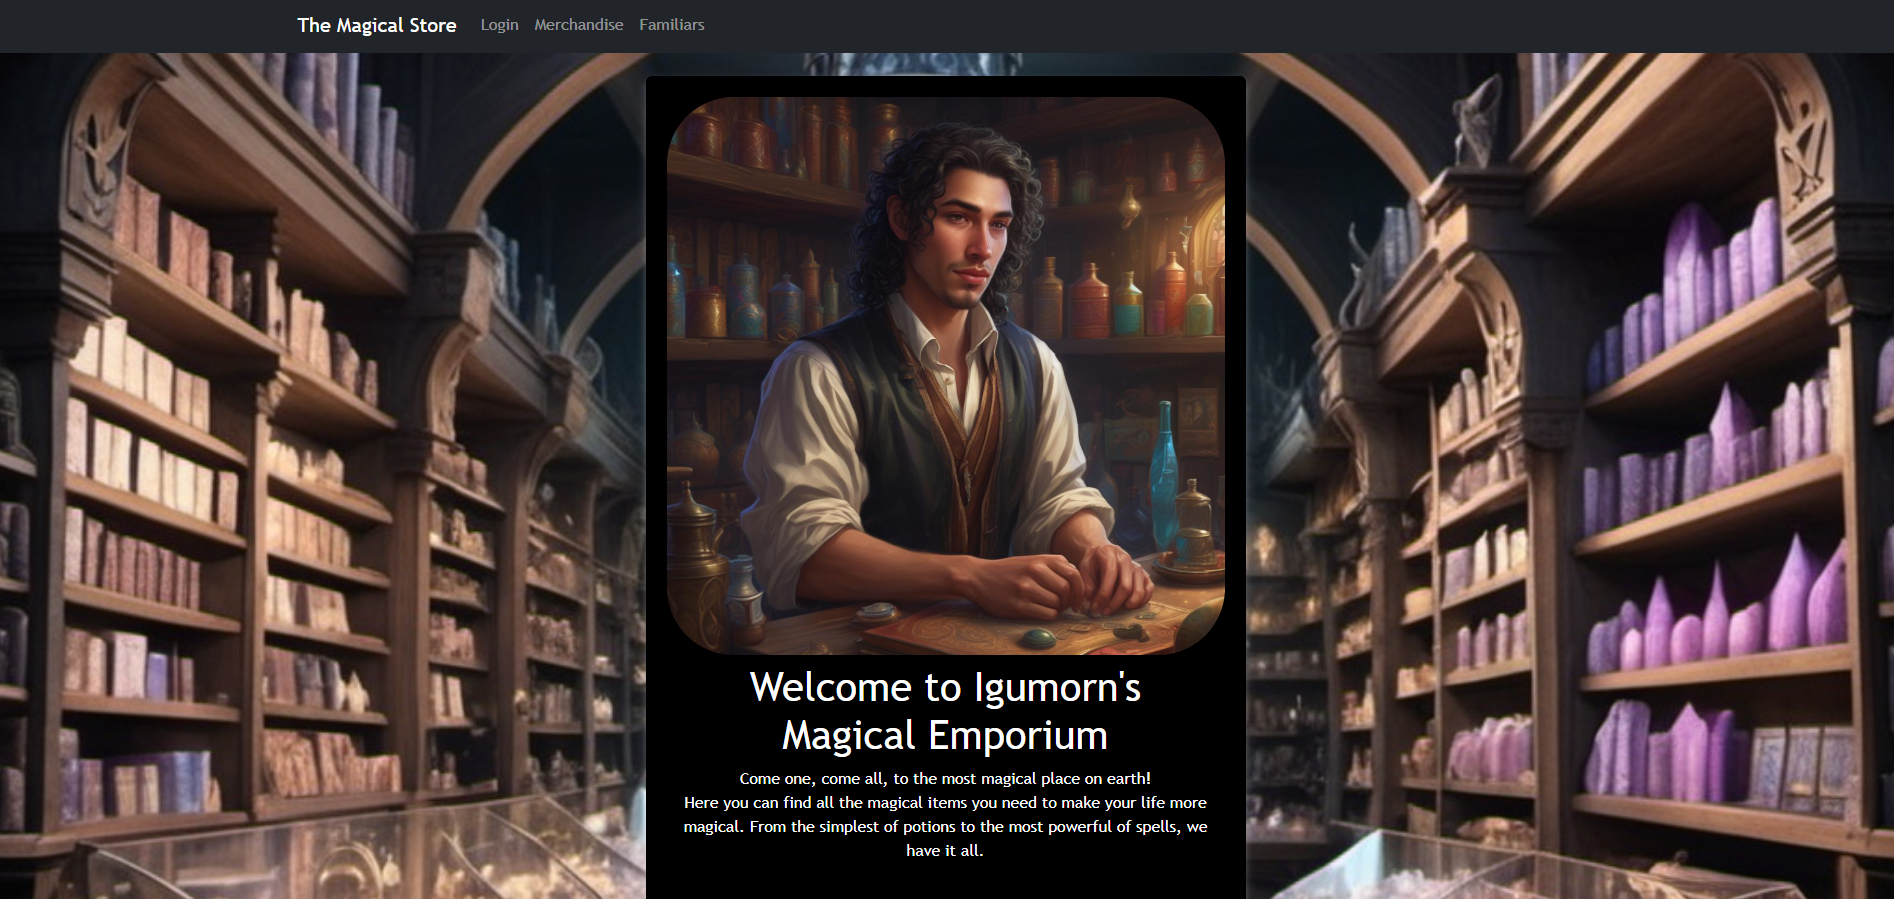 The Magical Store Login Merchandise Familiars
Welcome to Igumorn's
Magical Emporium
Come one, come all, to the most magical place on earth!
Here you can find all the magical items you need to make your life more
magical. From the simplest of potions to the most powerful of spells, we
have it all.